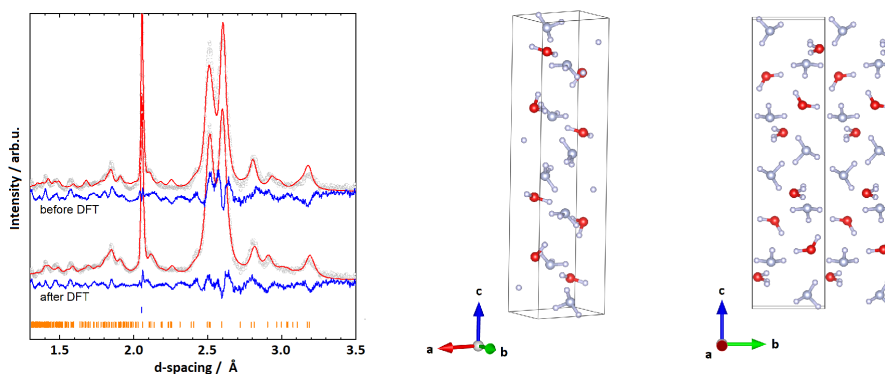 Intensity / arb.u.
before DFT
after DFT
1.5 2.0 2.5 3.0 3.5
d-spacing / Å
c
a
b
c
a
b